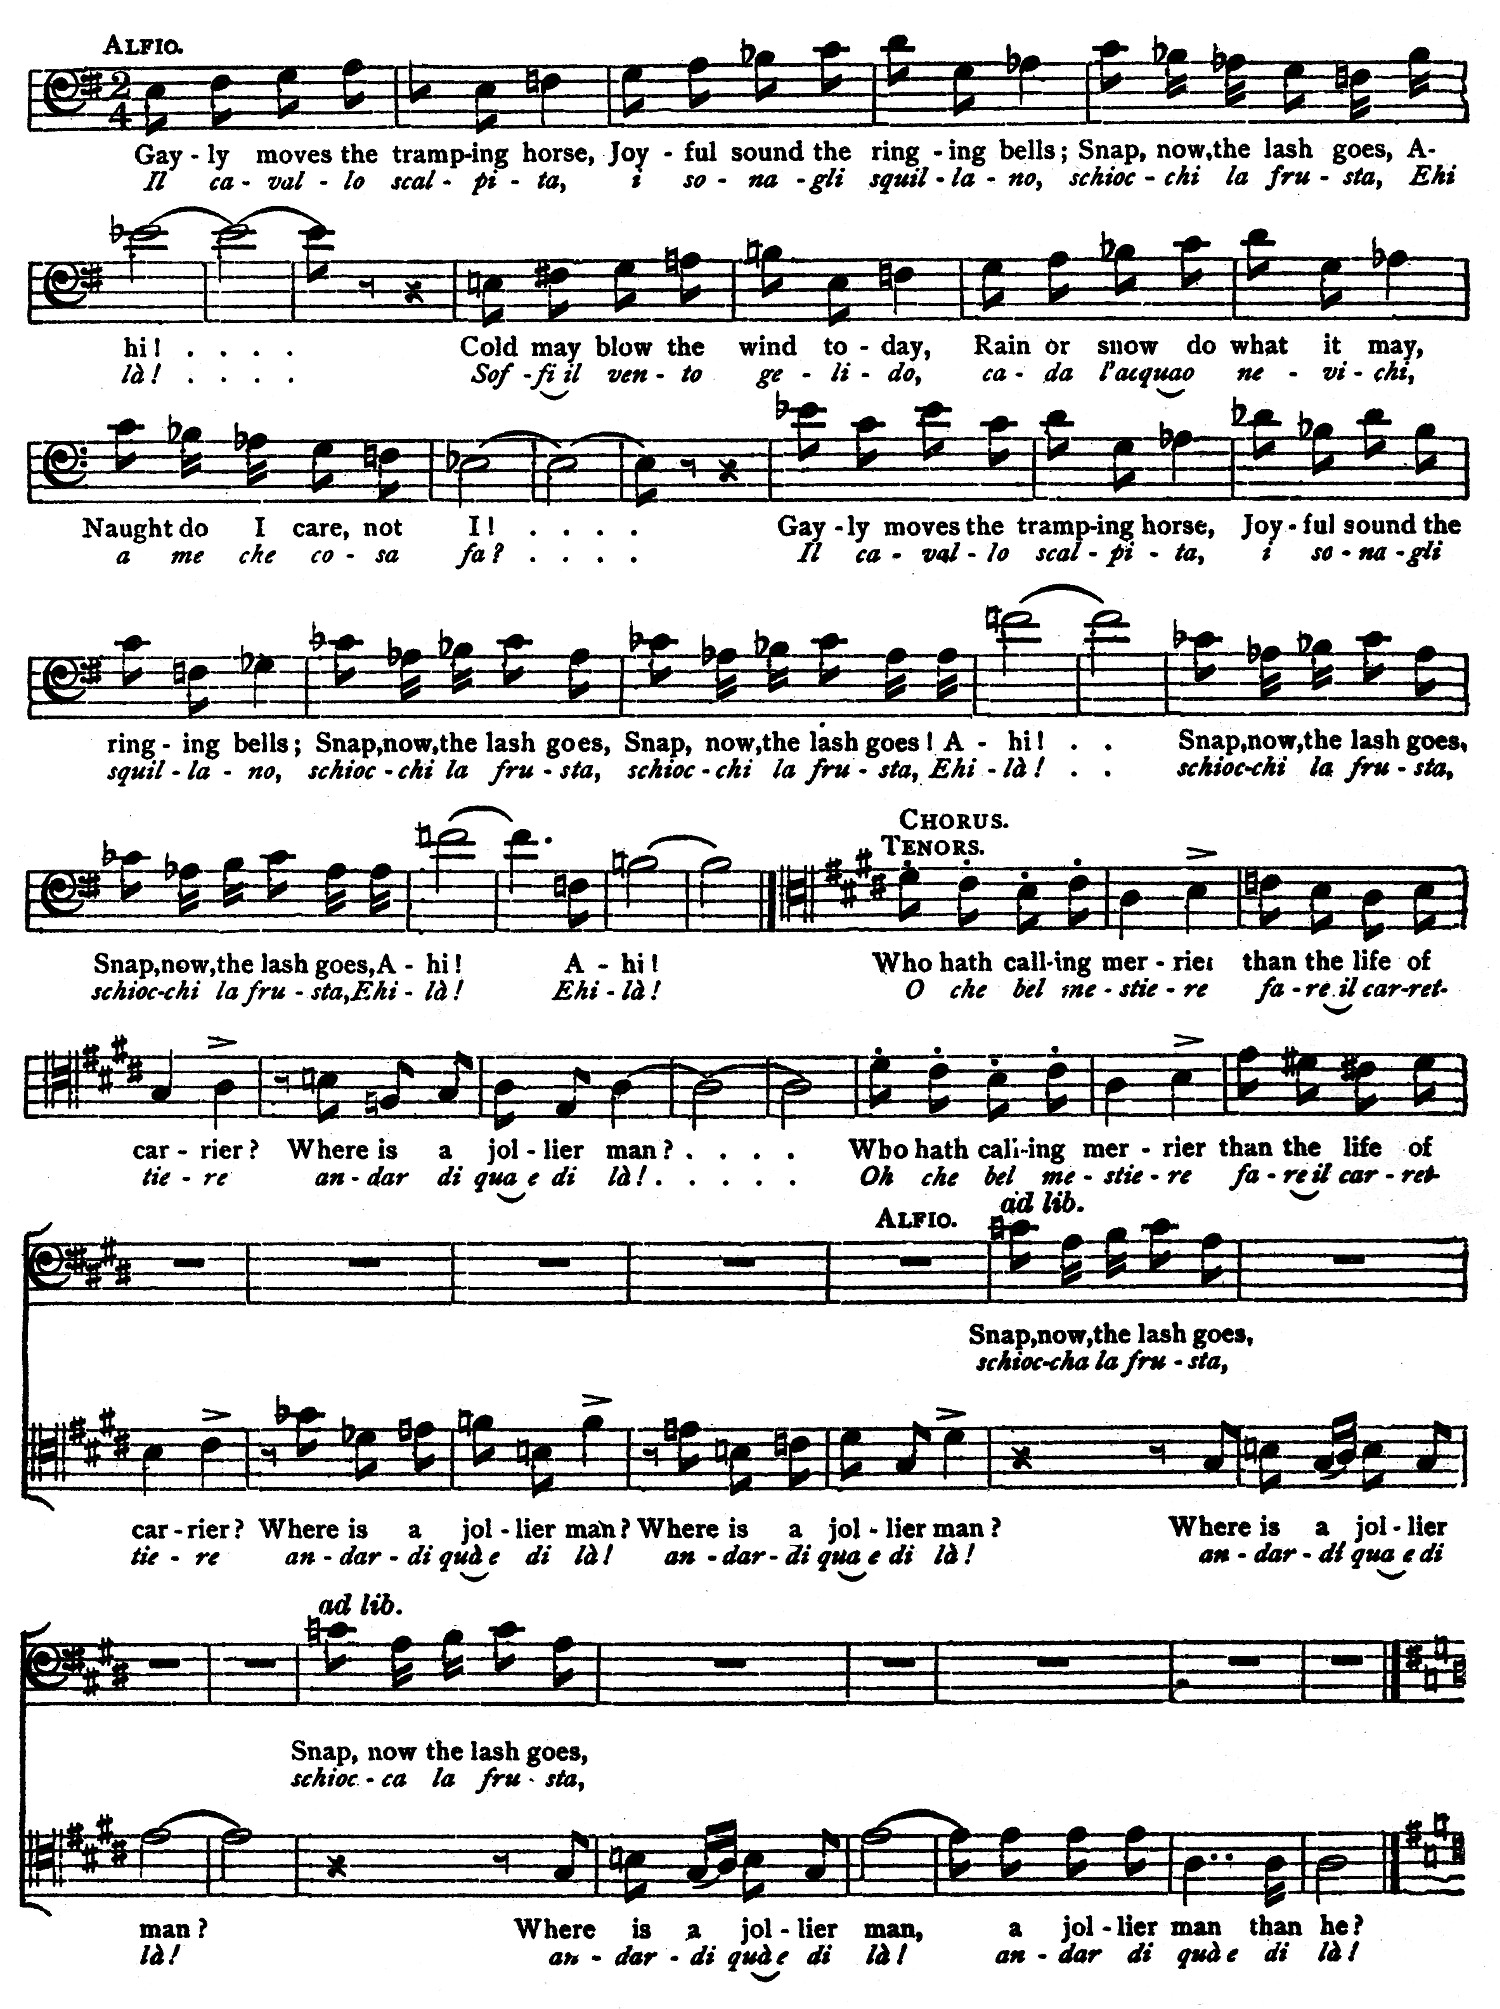 ALFIO.
2
4
Gay - ly moves the tramp-ing horse, Joy - ful sound the ring - ing bells; Snap, now, the lash goes, A-
Il ca - val - lo scal - pi - ta, i so - na - gli squil - la - no, schioc - chi la fru - sta, Ehi
hi! . . . . Cold may blow the wind to - day, Rain or snow do what it may,
là! . . . . Sof - fi il ven - to ge - li - do, ca - da l'acquao ne - vi - chi,
Naught do I care, not I! . . . . Gay - ly moves the tramp-ing horse, Joy - ful sound the
a me che co - sa fa? . . . . Il ca - val - lo scal - pi - ta, i so - na - gli
ring - ing bells; Snap, now, the lash goes, Snap, now, the lash goes! A - hi! . . Snap, now, the lash goes,
squil - la - no, schioc - chi la fru - sta, schioc - chi la fru - sta, Ehi - là! . . schioc-chi la fru - sta,
CHORUS.
TENORS.
Snap, now, the lash goes, A - hi! A - hi! Who hath call-ing mer - rier than the life of
schioc-chi la fru - sta, Ehi - là! Ehi - là! O che bel me - stie - re fa - re il car-ret-
car - rier? Where is a jol - lier man? . . . . Who hath call-ing mer - rier than the life of
tie - re an - dar di qua e di là! . . . . . Oh che bel me - stie - re fa - re il car - ret-
ad lib.
ALFIO.
Snap, now, the lash goes,
schioc-cha la fru - sta,
car - rier? Where is a jol - lier man? Where is a jol - lier man? Where is a jol - lier
tie - re an - dar - di quà e di là! an - dar - di qua e di là! an - dar - di qua e di
ad lib.
Snap, now the lash goes,
schioc - ca la fru - sta,
man? Where is a jol - lier man, a jol - lier man than he?
là! an - dar - di quà e di là! an - dar di quà e di là!